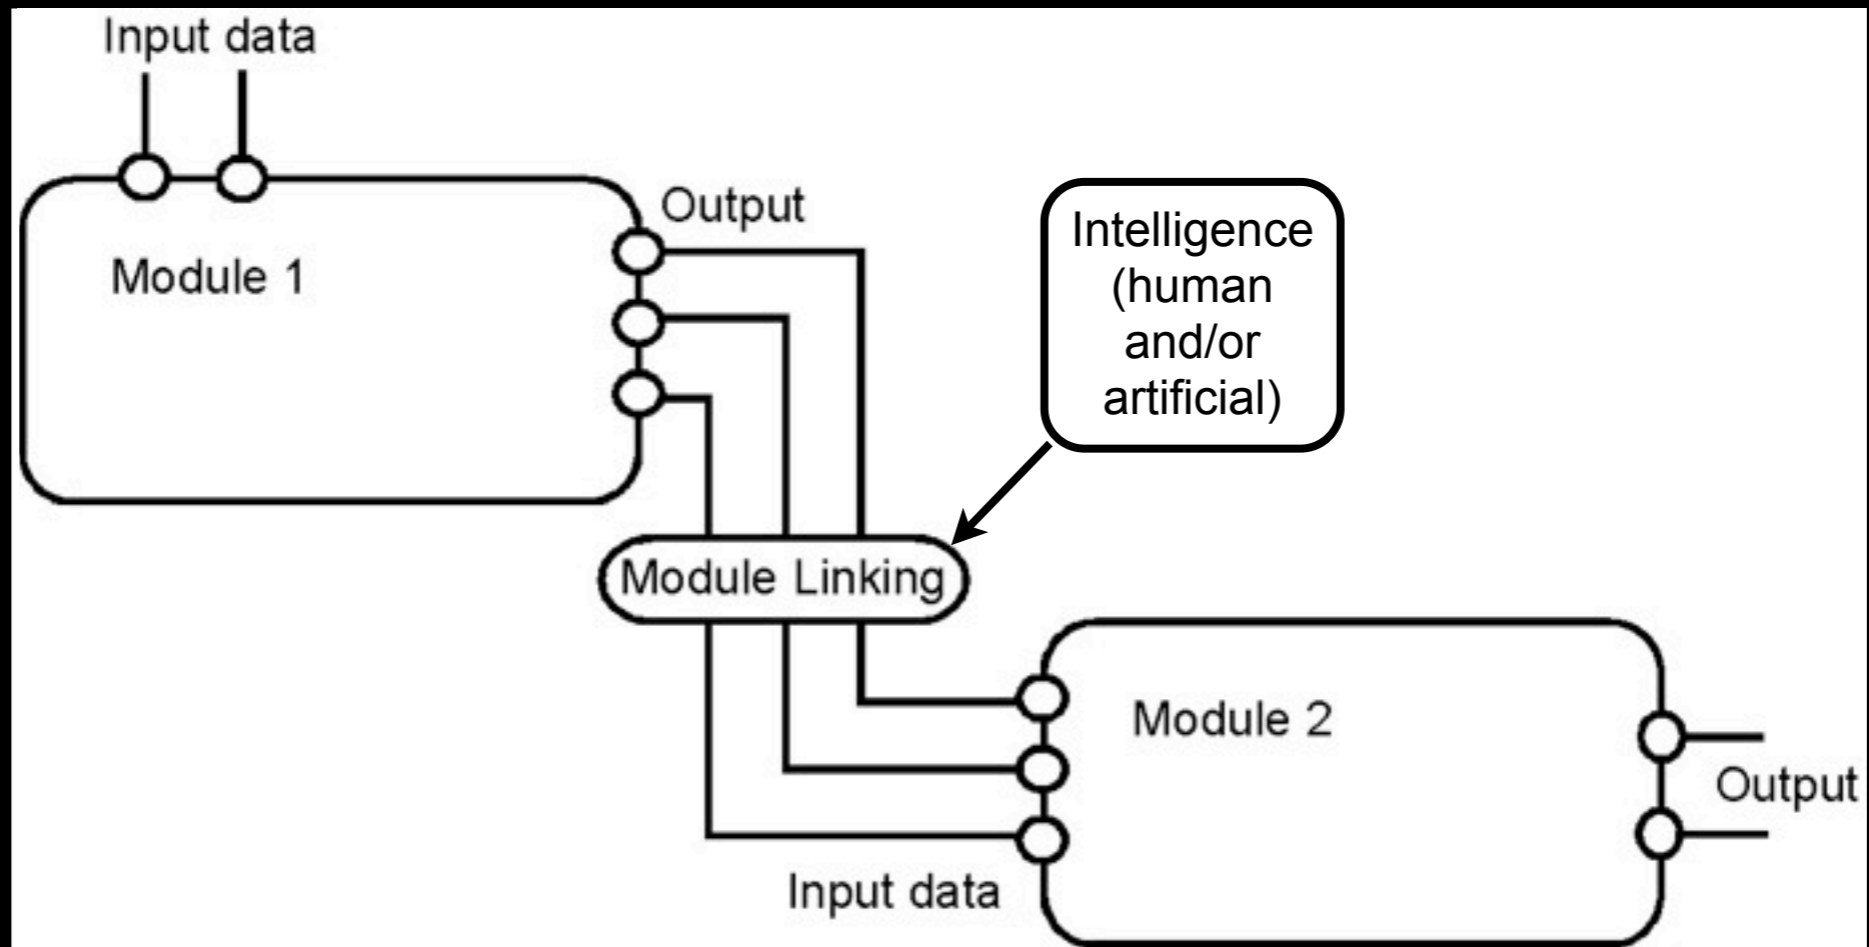 Input data
Output
Module 1
Intelligence
(human
and/or
artificial)
Module Linking
Module 2
Output
Input data